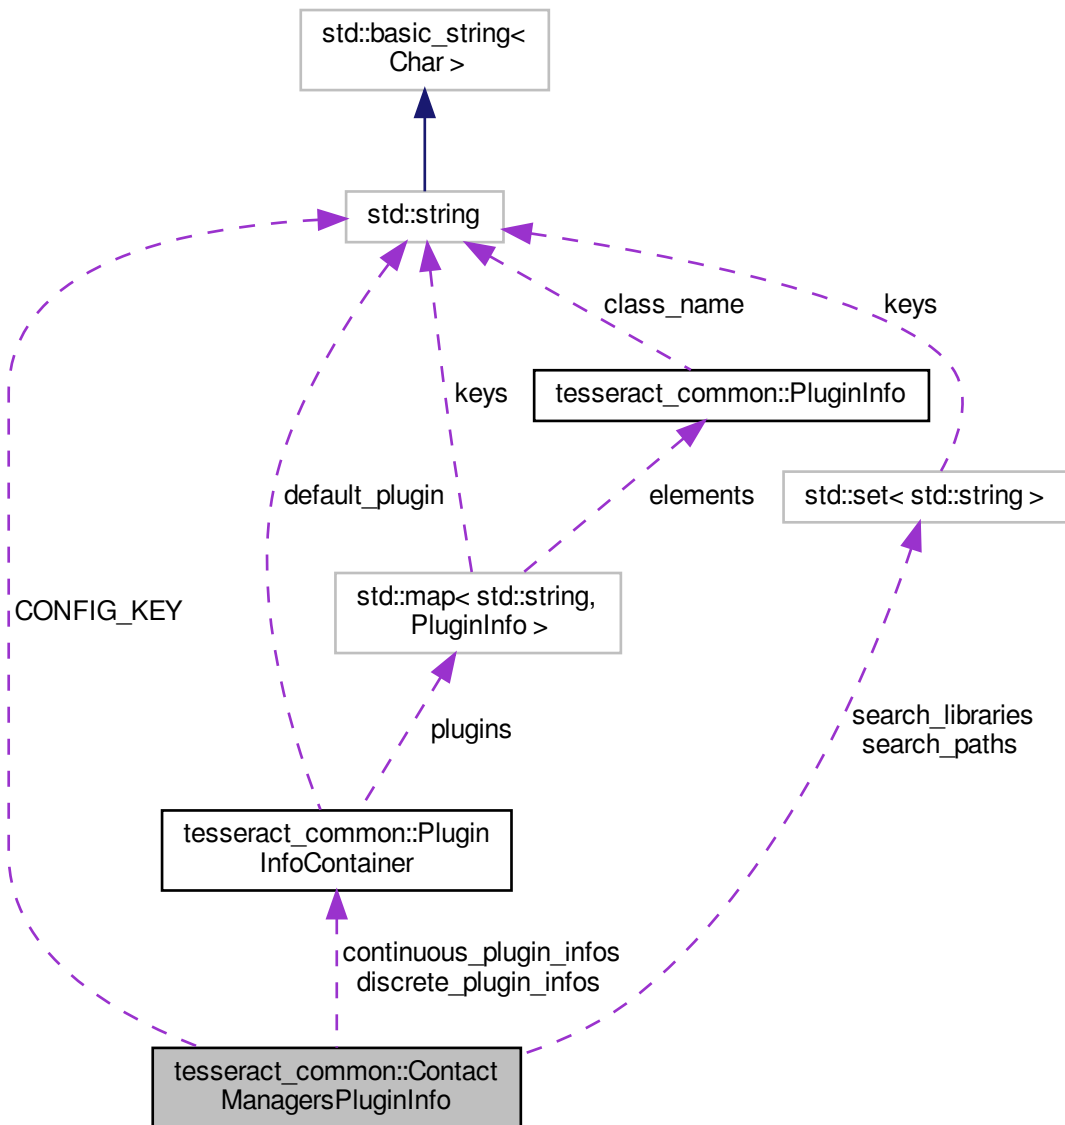 std::basic_string<
Char >
std::string
class_name
keys
keys
tesseract_common::PluginInfo
default_plugin
elements
std::set< std::string >
CONFIG_KEY
std::map< std::string,
PluginInfo >
plugins
search_libraries
search_paths
tesseract_common::Plugin
InfoContainer
continuous_plugin_infos
discrete_plugin_infos
tesseract_common::Contact
ManagersPluginInfo